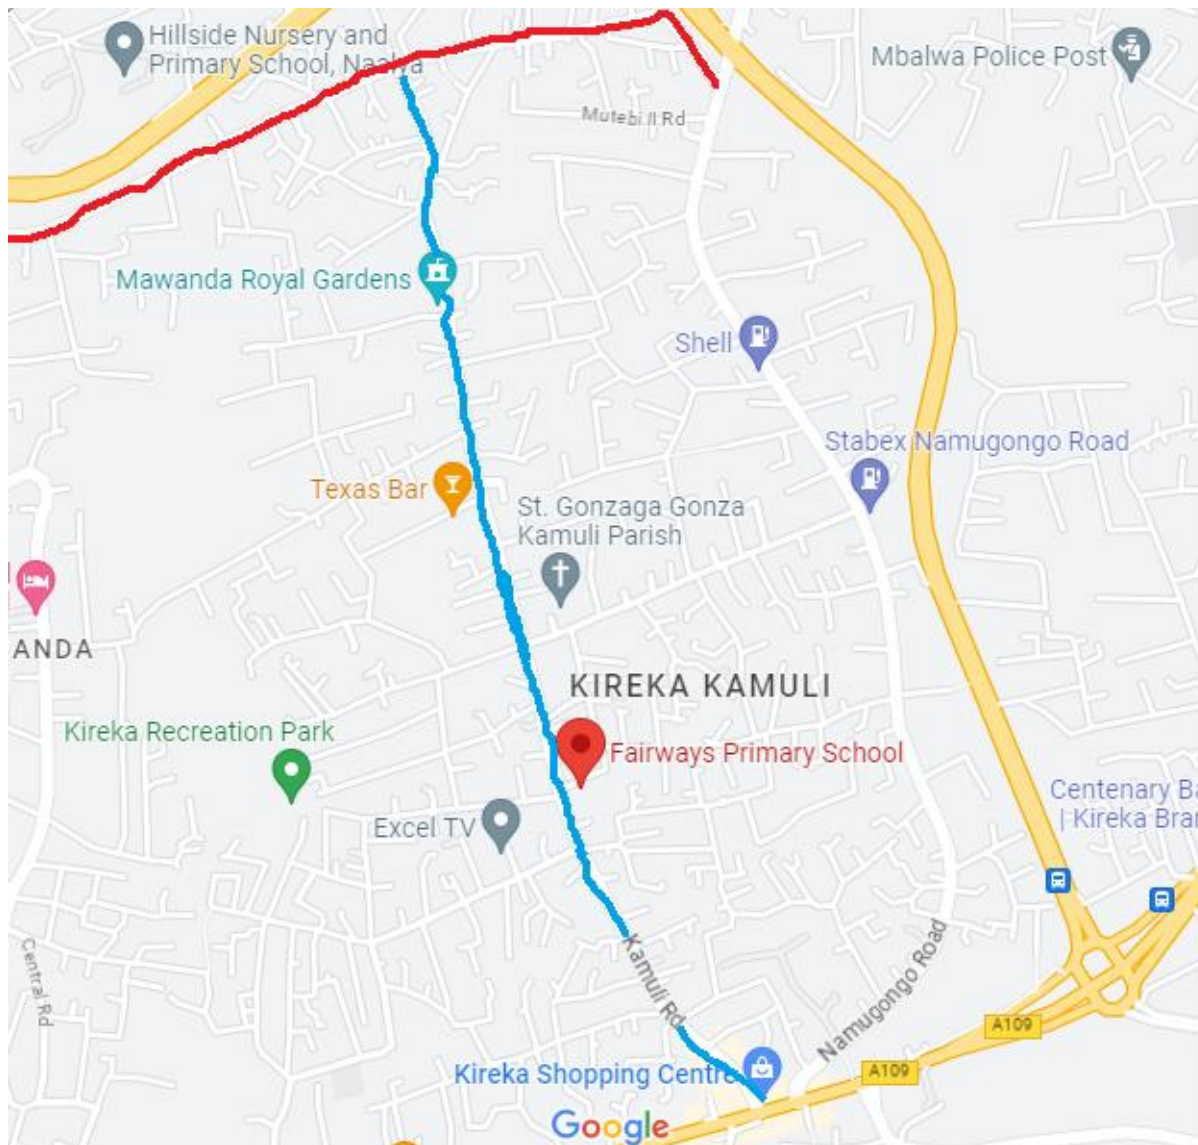 Hillside Nursery and
Primary School, Naalya
Mbalwa Police Post
Mutebi II Rd
Mawanda Royal Gardens
Shell
Stabex Namugongo Road
Texas Bar
St. Gonzaga Gonza
Kamuli Parish
ANDA
KIREKA KAMULI
Kireka Recreation Park
Fairways Primary School
Centenary Ba
| Kireka Bran
Excel TV
Kamuli Rd
Central Rd
Namugongo Road
A109
Kireka Shopping Centre
A109
Google